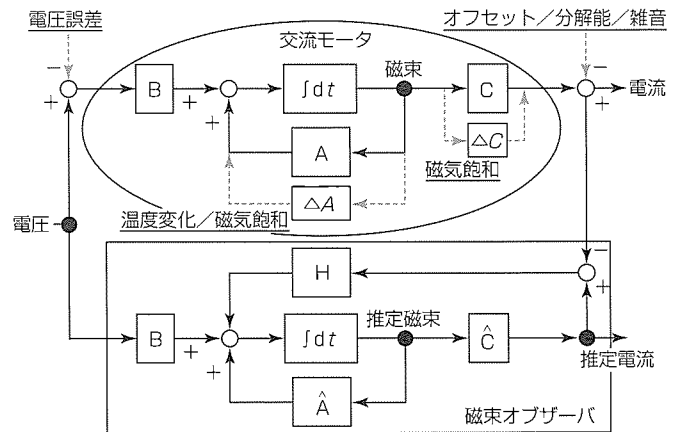 電圧誤差
オフセット／分解能／雑音
交流モータ
−
+
B
+
+
∫dt
磁束
C
−
+
電流
A
ΔC
磁気飽和
ΔA
温度変化／磁気飽和
電圧
H
−
+
B
+
+
∫dt
推定磁束
Ĉ
推定電流
Â
磁束オブザーバ